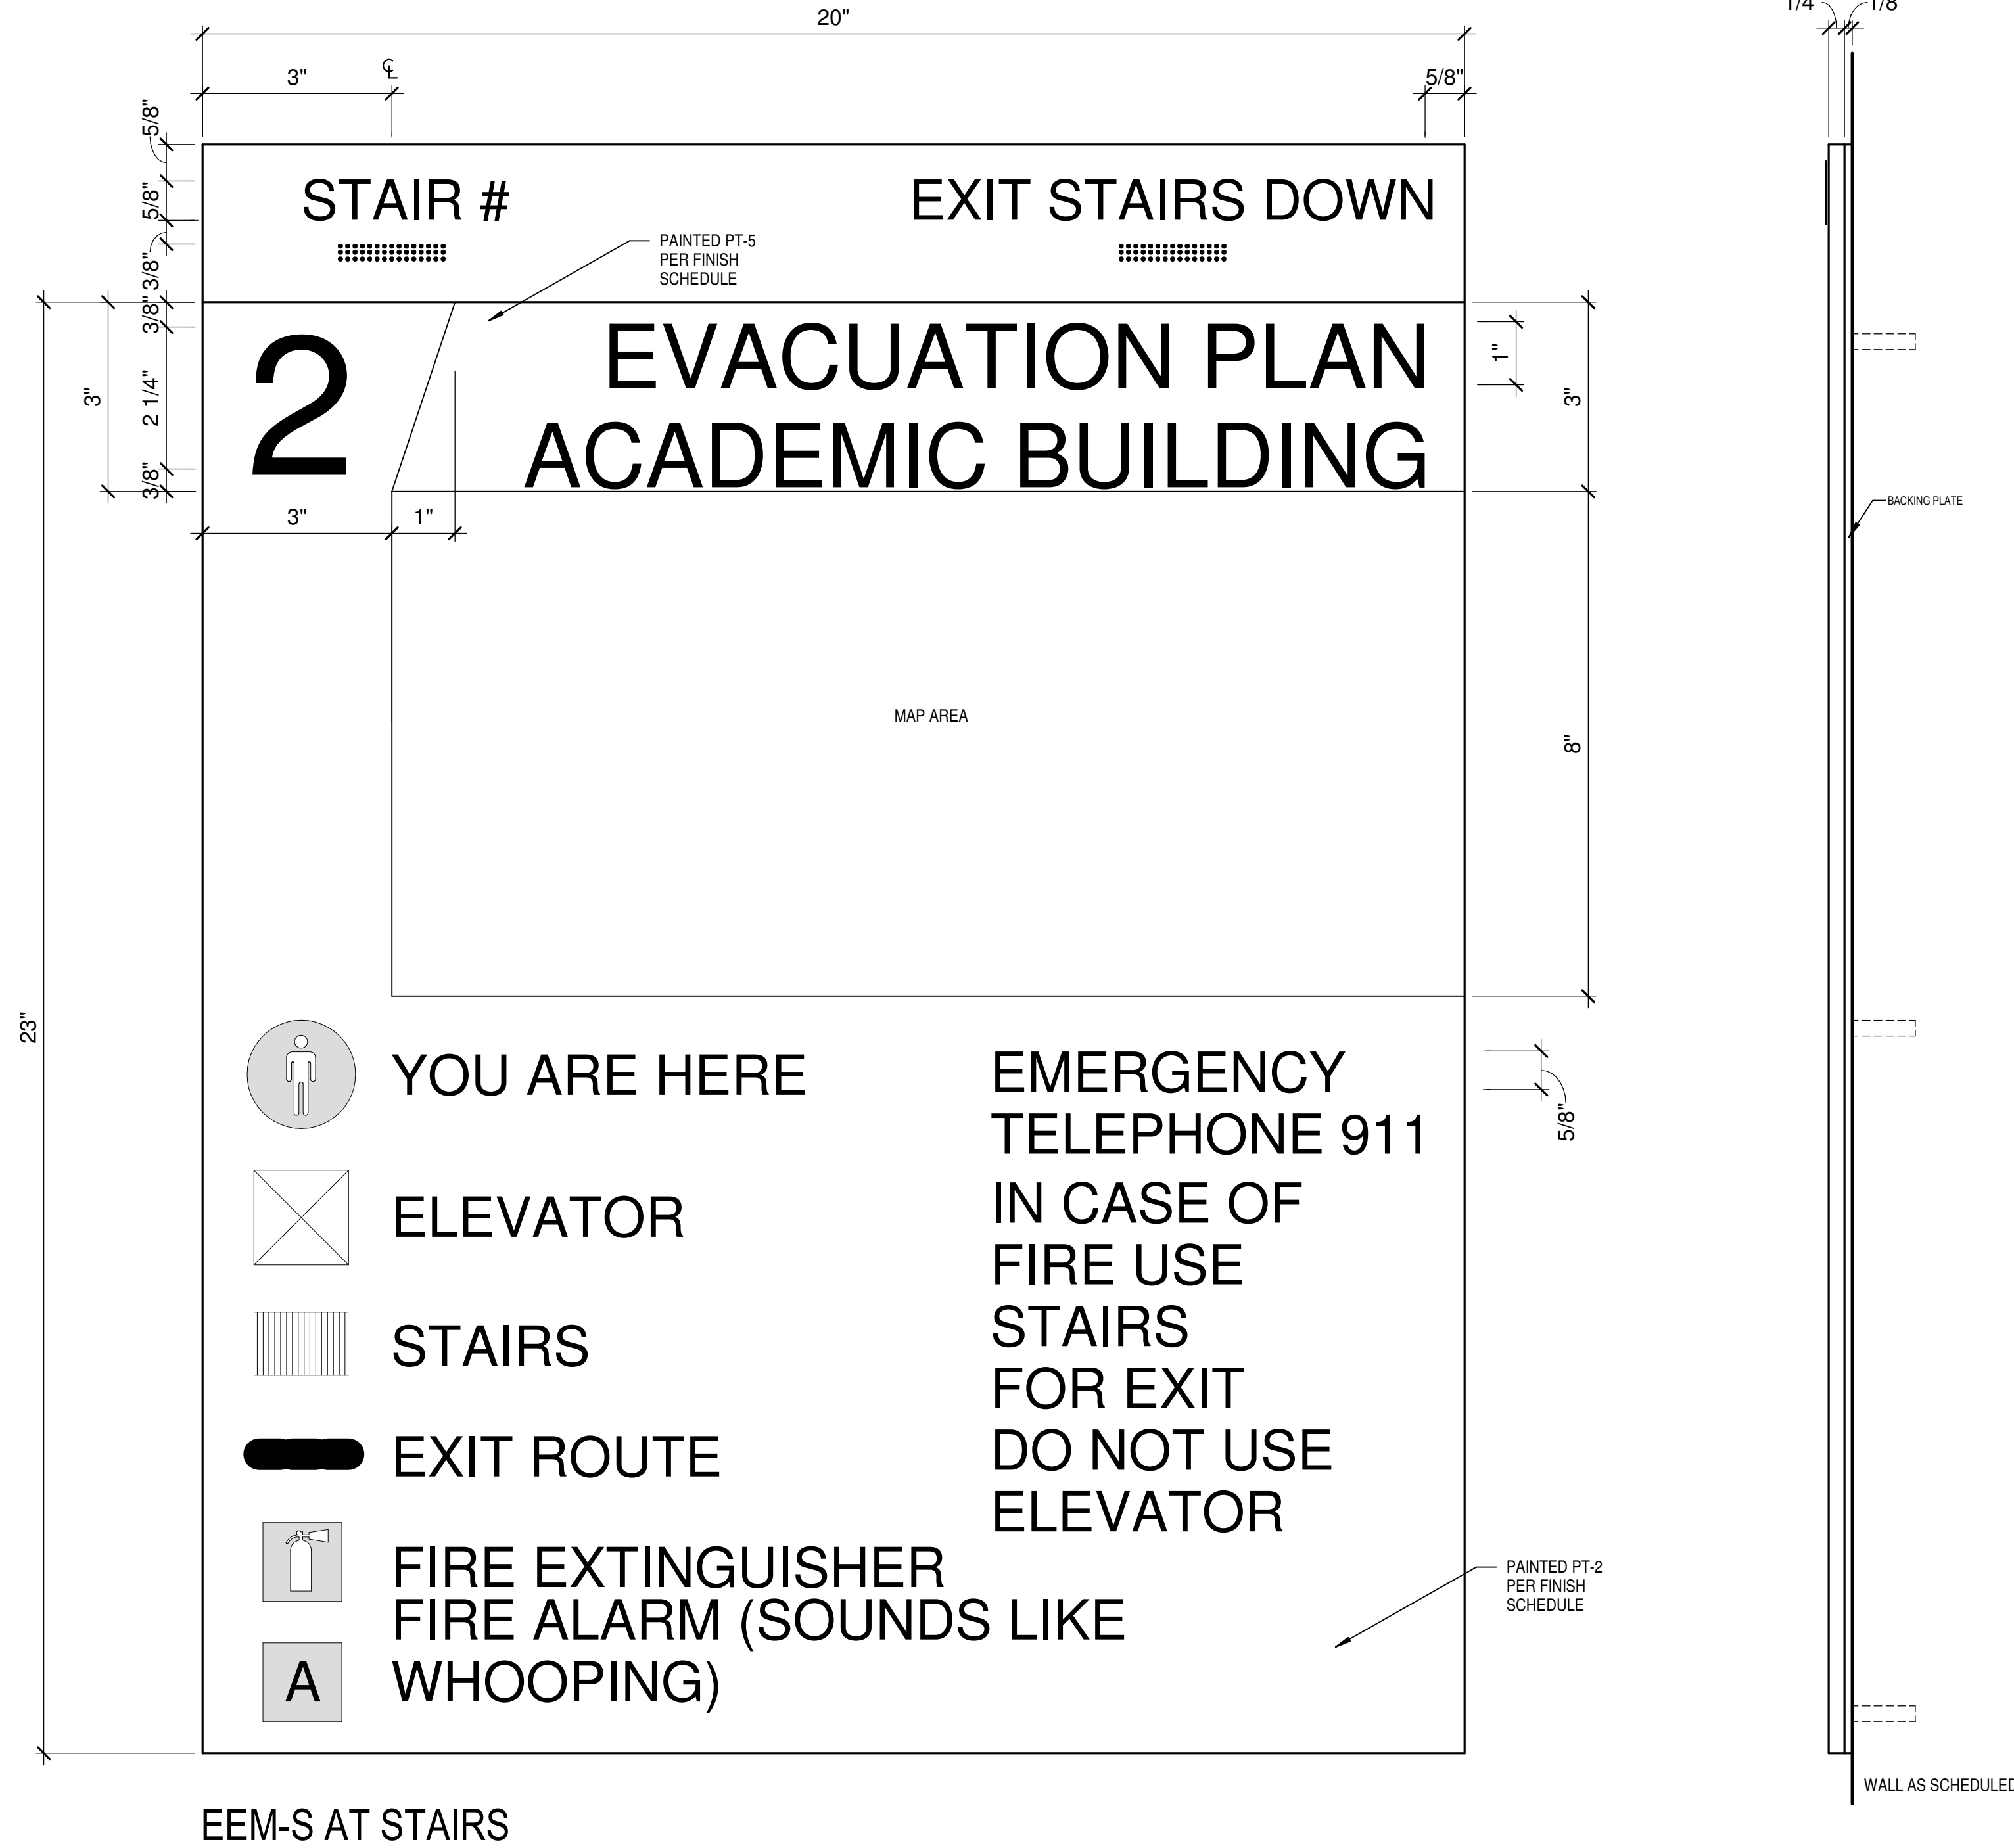 20"
1/4"
1/8"
3"
℄
5/8"
5/8"
5/8"
3/8"
3/8"
2 1/4"
3/8"
3"
23"
STAIR #
EXIT STAIRS DOWN
PAINTED PT-5
PER FINISH
SCHEDULE
2
EVACUATION PLAN
ACADEMIC BUILDING
1"
3"
3"
1"
BACKING PLATE
MAP AREA
8"
YOU ARE HERE
ELEVATOR
STAIRS
EXIT ROUTE
FIRE EXTINGUISHER
FIRE ALARM (SOUNDS LIKE
WHOOPING)
A
EMERGENCY
TELEPHONE 911
IN CASE OF
FIRE USE
STAIRS
FOR EXIT
DO NOT USE
ELEVATOR
5/8"
PAINTED PT-2
PER FINISH
SCHEDULE
WALL AS SCHEDULED
EEM-S AT STAIRS